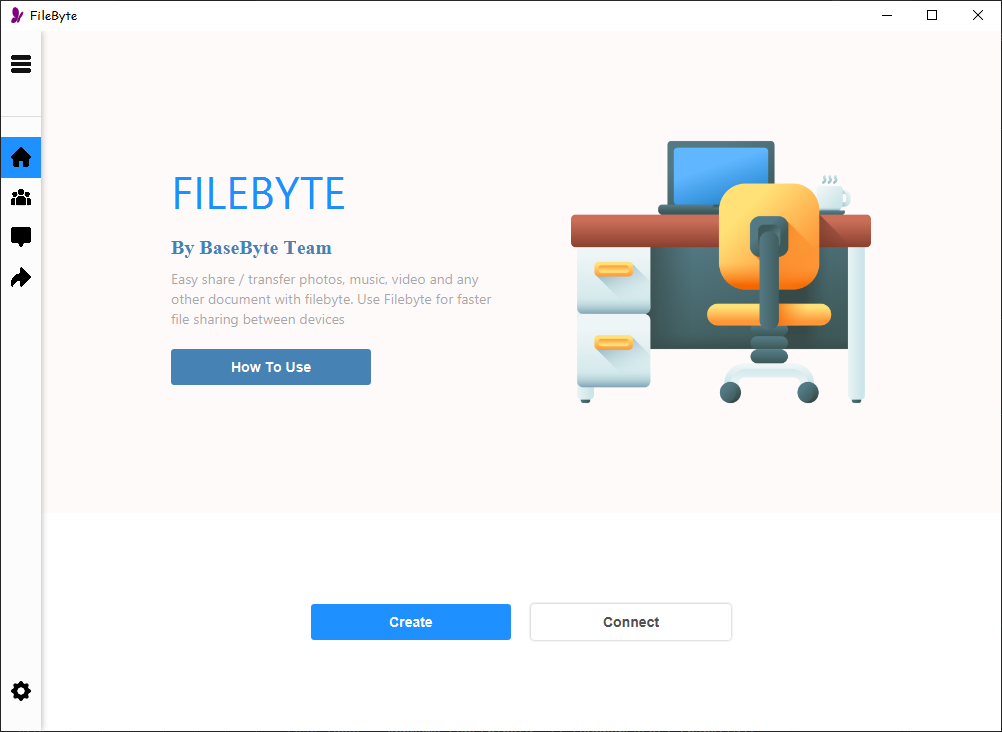 FileByte
FILEBYTE
By BaseByte Team
Easy share / transfer photos, music, video and any
other document with filebyte. Use Filebyte for faster
file sharing between devices
How To Use
Create
Connect